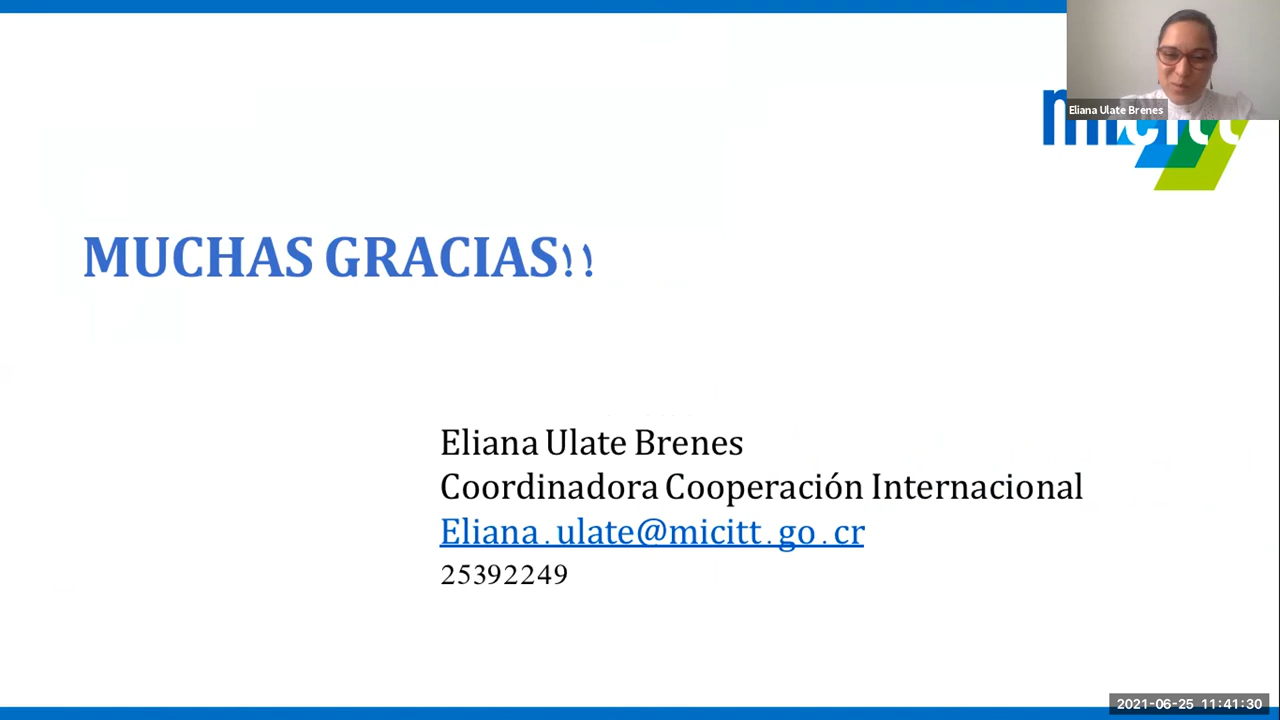 Eliana Ulate Brenes
micitt
MUCHAS GRACIAS!!
Eliana Ulate Brenes
Coordinadora Cooperación Internacional
Eliana.ulate@micitt.go.cr
25392249
2021-06-25 11:41:30